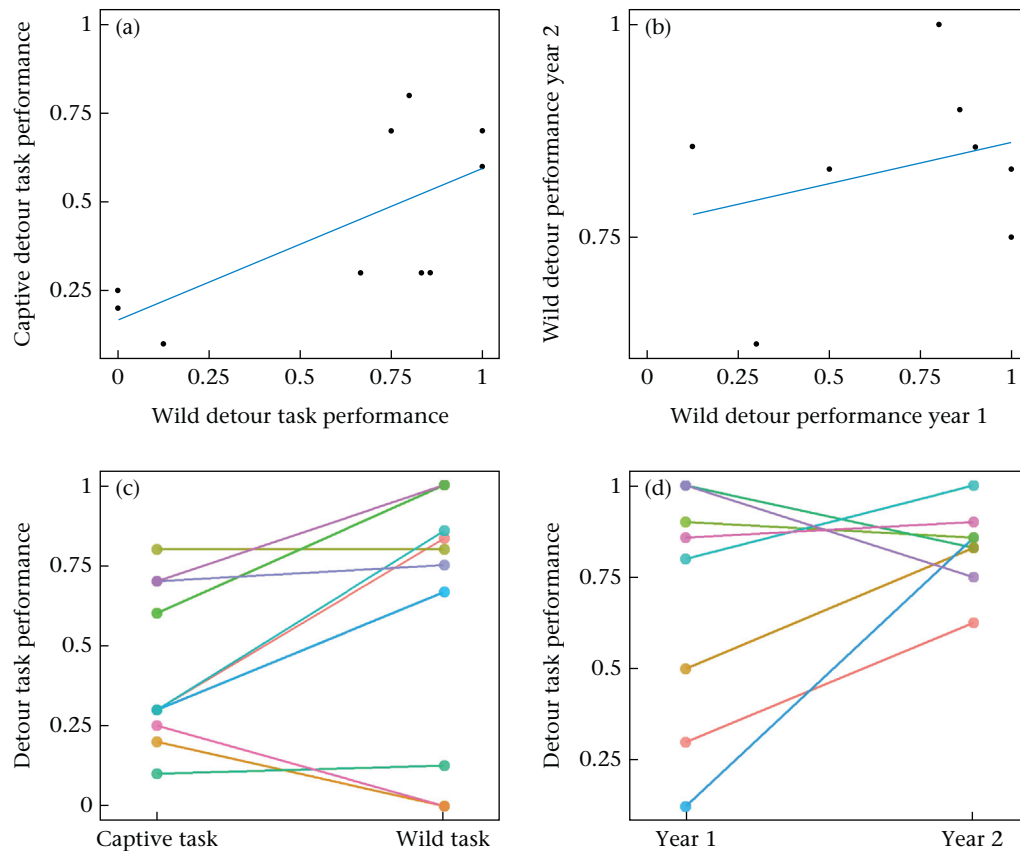 (a)
Captive detour task performance
1
0.75
0.5
0.25
0 0.25 0.5 0.75 1
Wild detour task performance
(b)
Wild detour performance year 2
1
0.75
0 0.25 0.5 0.75 1
Wild detour performance year 1
(c)
Detour task performance
1
0.75
0.5
0.25
0
Captive task Wild task
(d)
Detour task performance
1
0.75
0.5
0.25
Year 1 Year 2